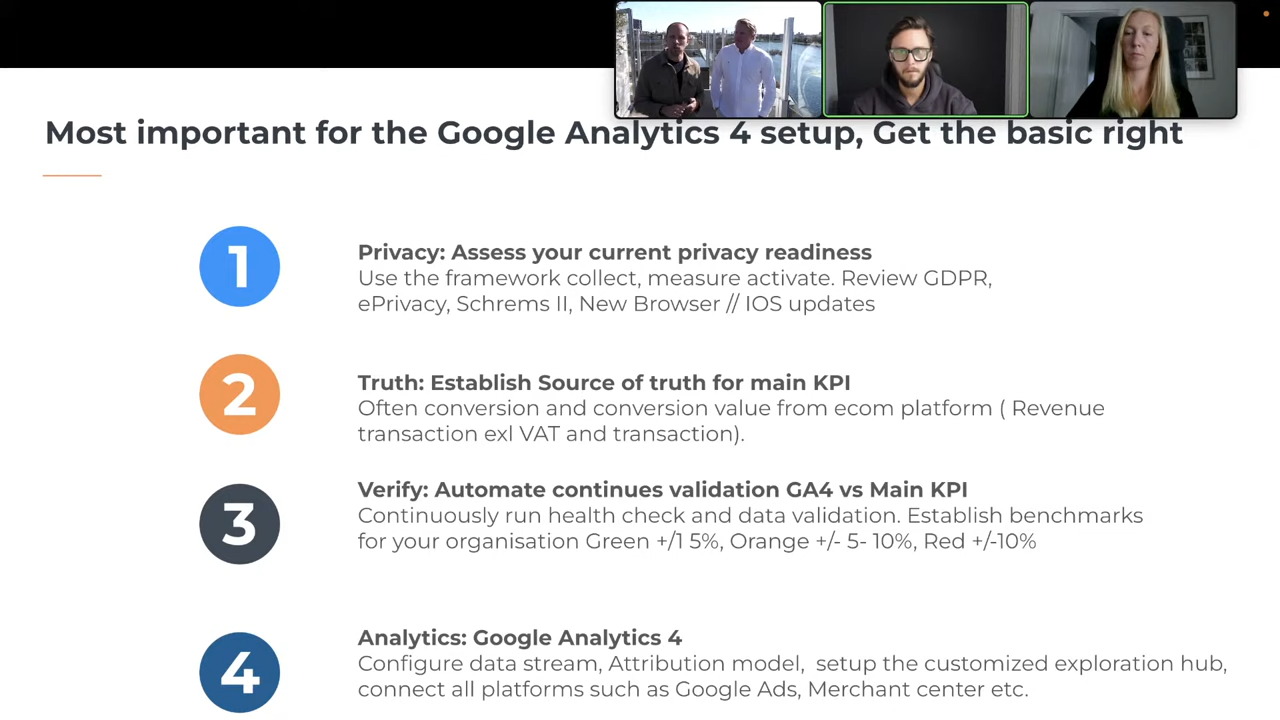 Most important for the Google Analytics 4 setup, Get the basic right
1
Privacy: Assess your current privacy readiness
Use the framework collect, measure activate. Review GDPR,
ePrivacy, Schrems II, New Browser // IOS updates
2
Truth: Establish Source of truth for main KPI
Often conversion and conversion value from ecom platform ( Revenue
transaction exl VAT and transaction).
3
Verify: Automate continues validation GA4 vs Main KPI
Continuously run health check and data validation. Establish benchmarks
for your organisation Green +/1 5%, Orange +/- 5- 10%, Red +/-10%
4
Analytics: Google Analytics 4
Configure data stream, Attribution model,  setup the customized exploration hub,
connect all platforms such as Google Ads, Merchant center etc.